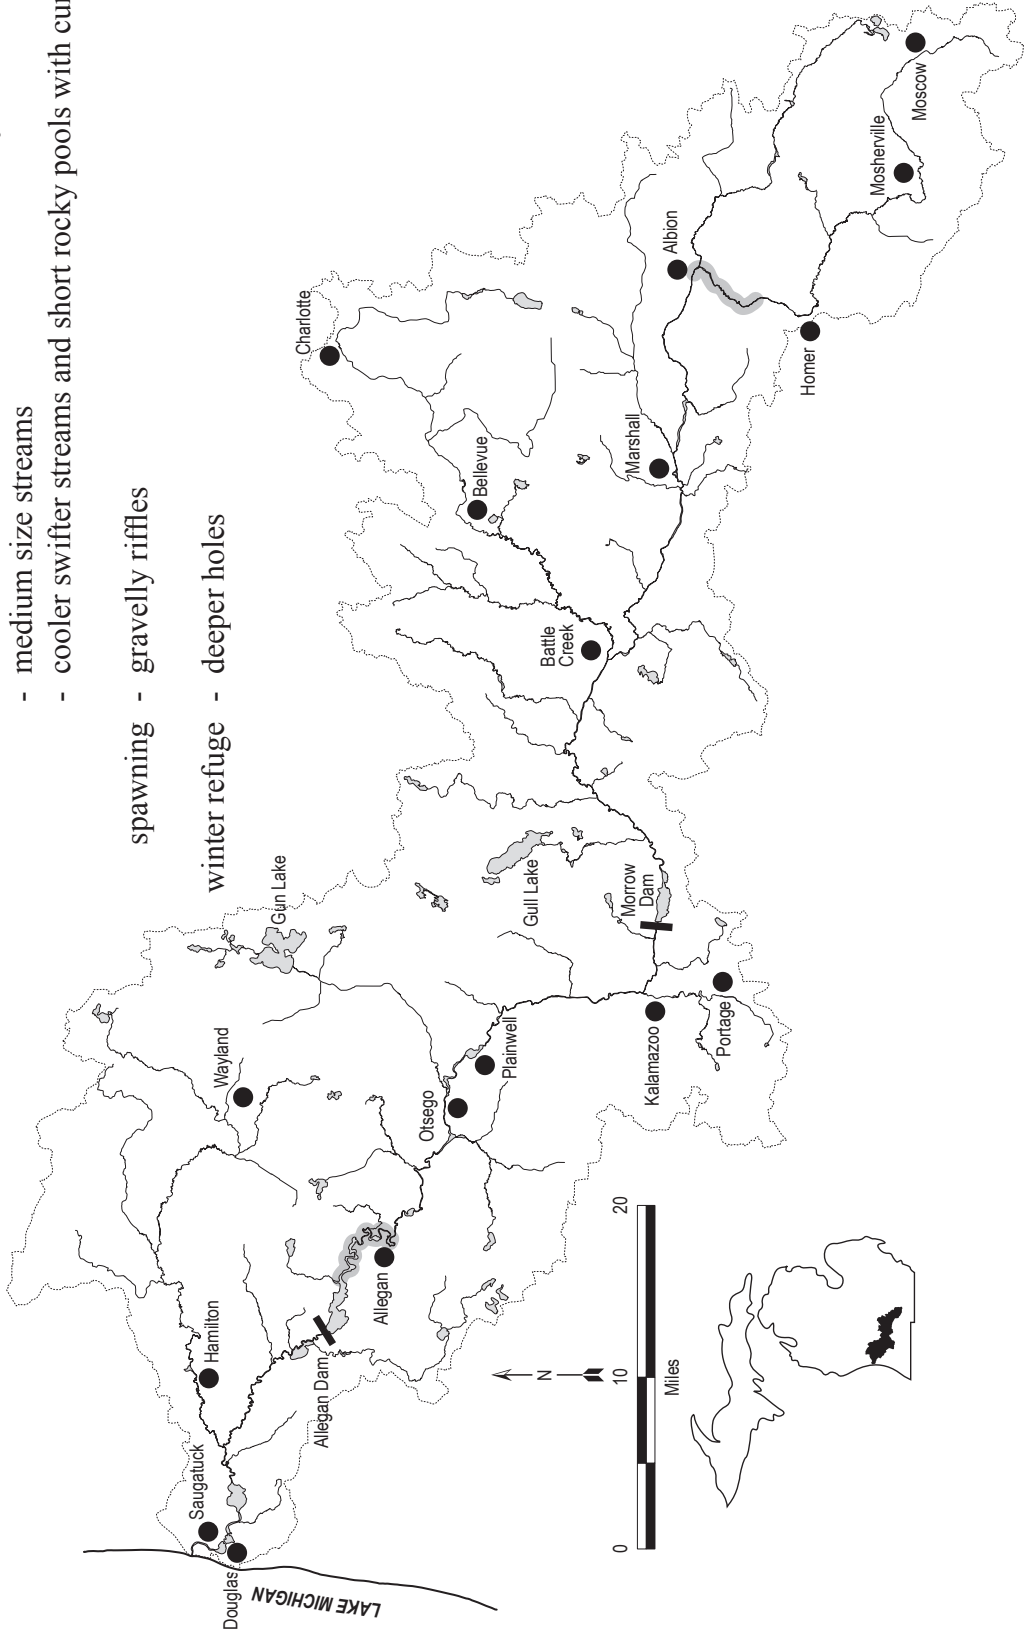 - medium size streams
- cooler swifter streams and short rocky pools with
spawning - gravelly riffles
winter refuge - deeper holes
Charlotte
Bellevue
Battle
Creek
Marshall
Albion
Homer
Mosherville
Moscow
Gun Lake
Gull Lake
Morrow
Dam
Wayland
Plainwell
Otsego
Kalamazoo
Portage
Hamilton
Allegan
Allegan Dam
Saugatuck
Douglas
LAKE MICHIGAN
N
0 10 20
Miles